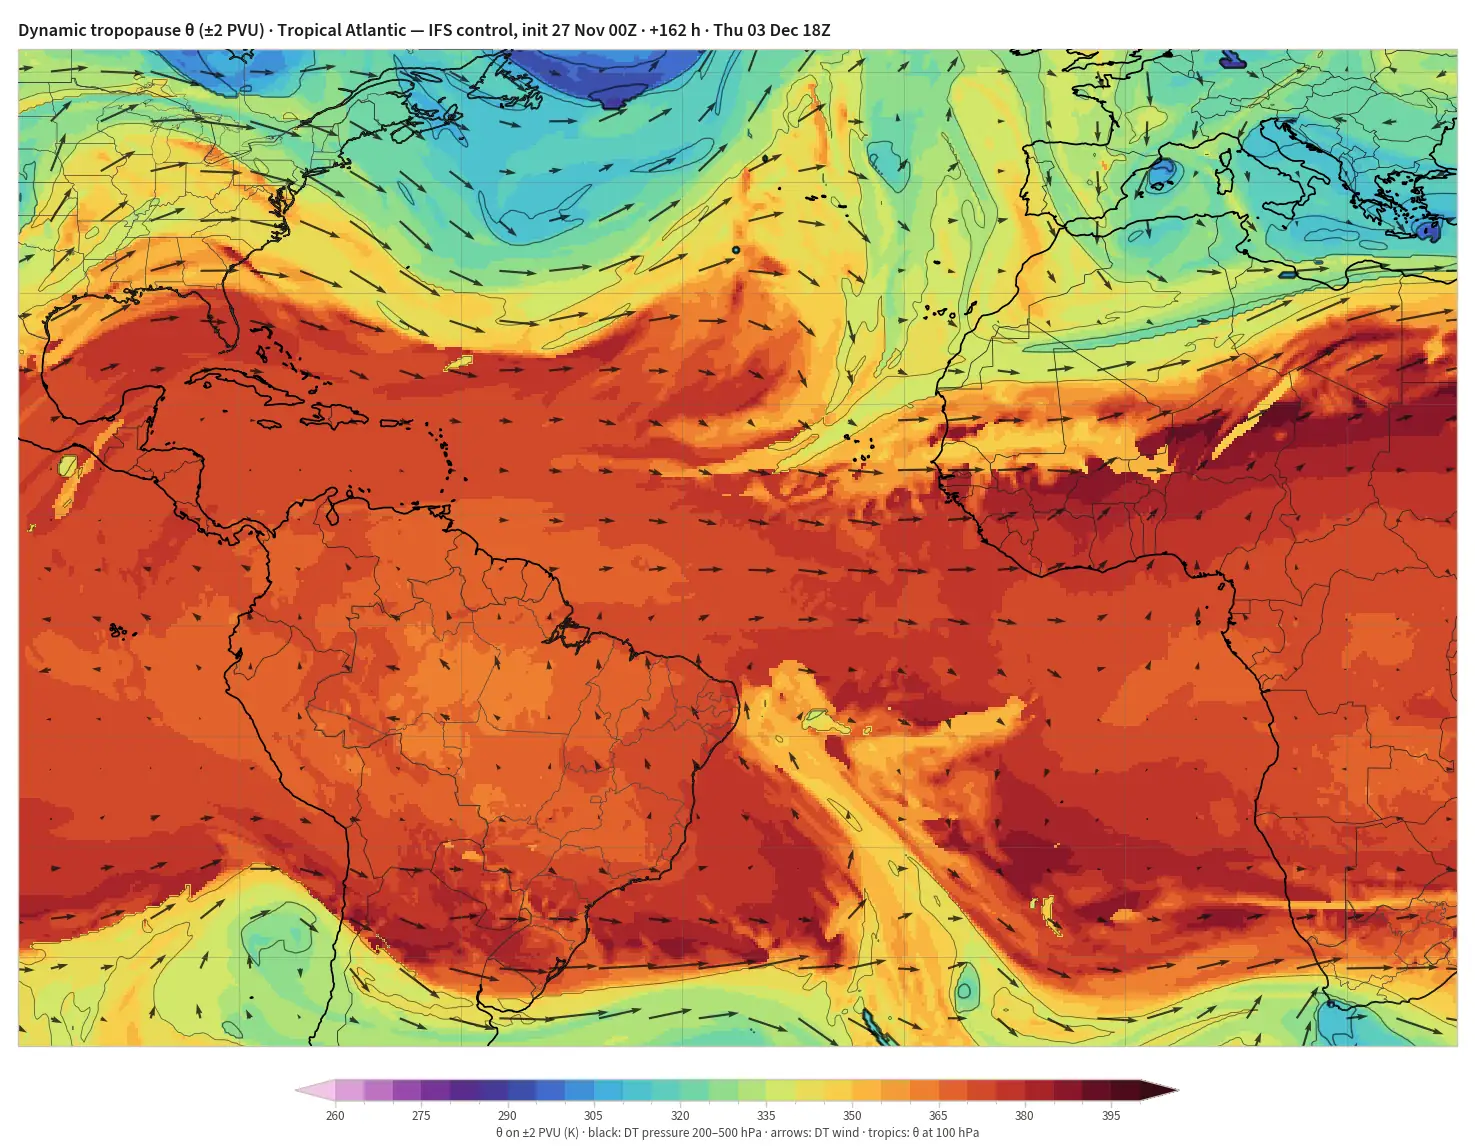 Dynamic tropopause θ (±2 PVU) · Tropical Atlantic — IFS control, init 27 Nov 00Z · +162 h · Thu 03 Dec 18Z
260 275 290 305 320 335 350 365 380 395
θ on ±2 PVU (K) · black: DT pressure 200–500 hPa · arrows: DT wind · tropics: θ at 100 hPa